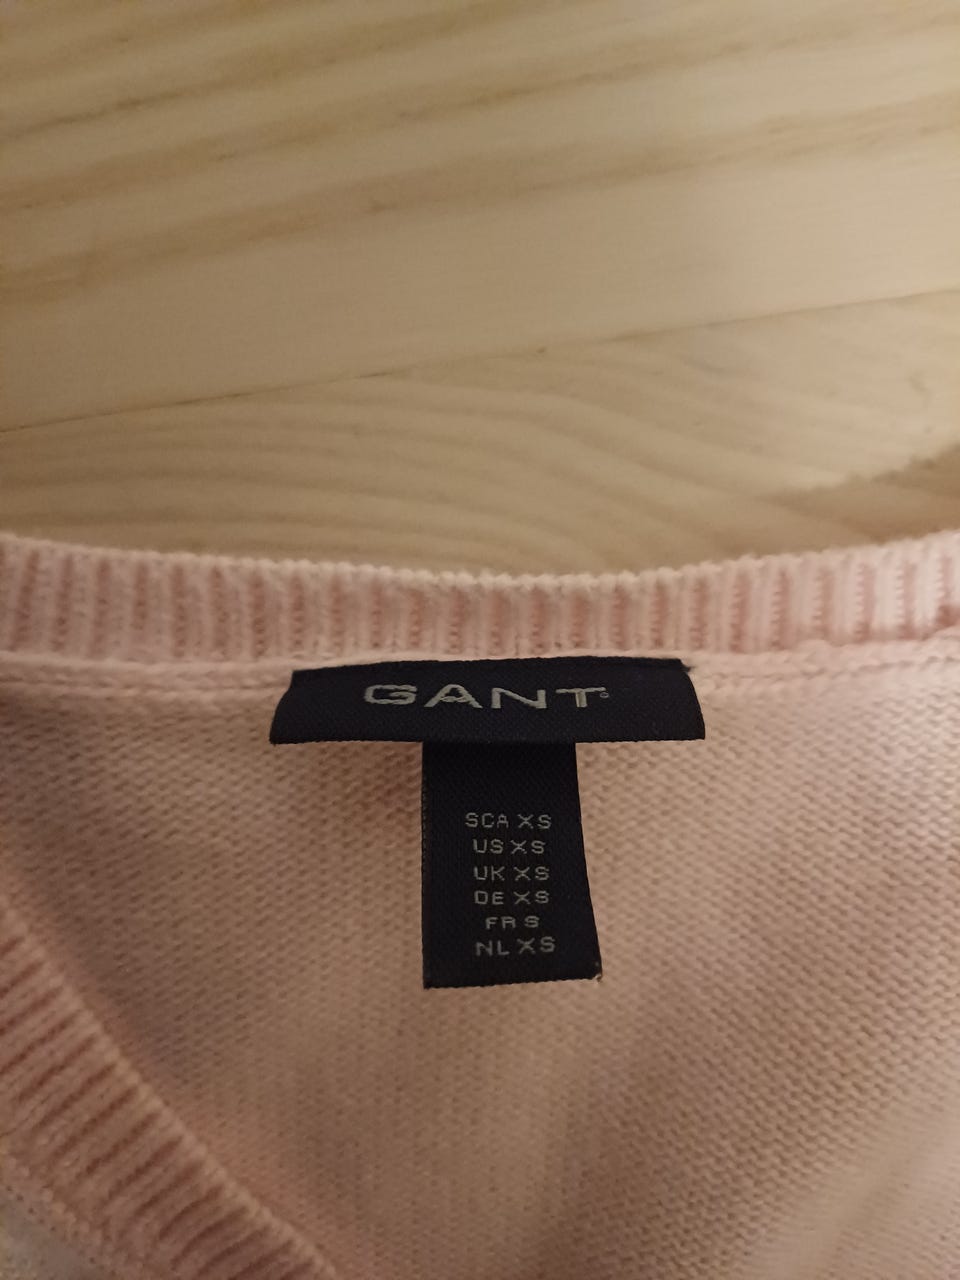 GANT
SCA XS
US XS
UK XS
DE XS
FR S
NL XS